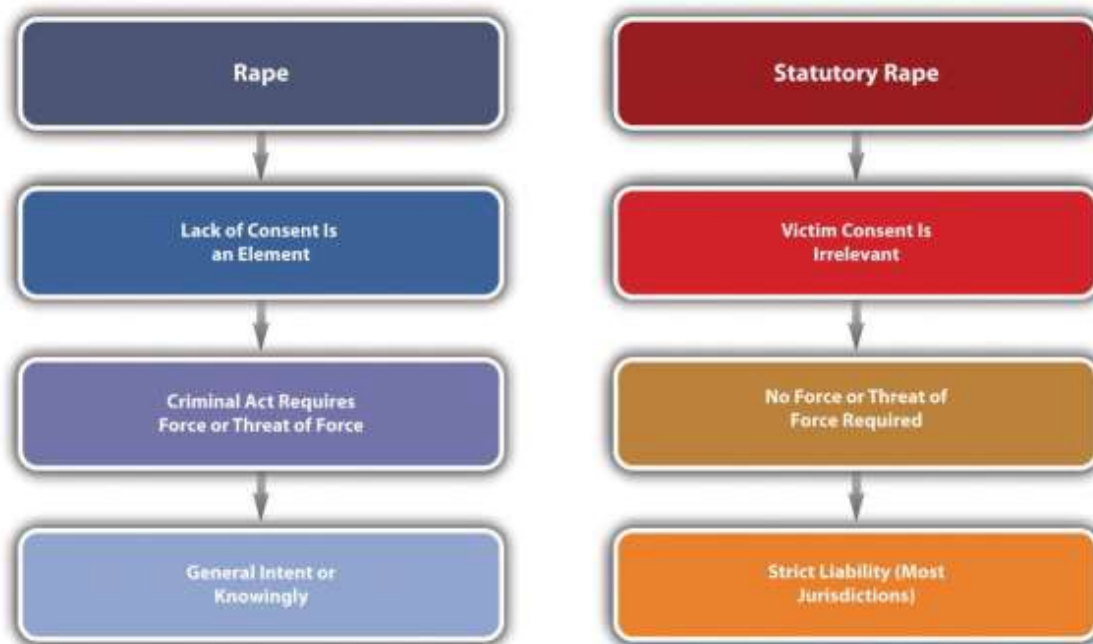 Rape
Lack of Consent Is
an Element
Criminal Act Requires
Force or Threat of Force
General Intent or
Knowingly
Statutory Rape
Victim Consent Is
Irrelevant
No Force or Threat of
Force Required
Strict Liability (Most
Jurisdictions)